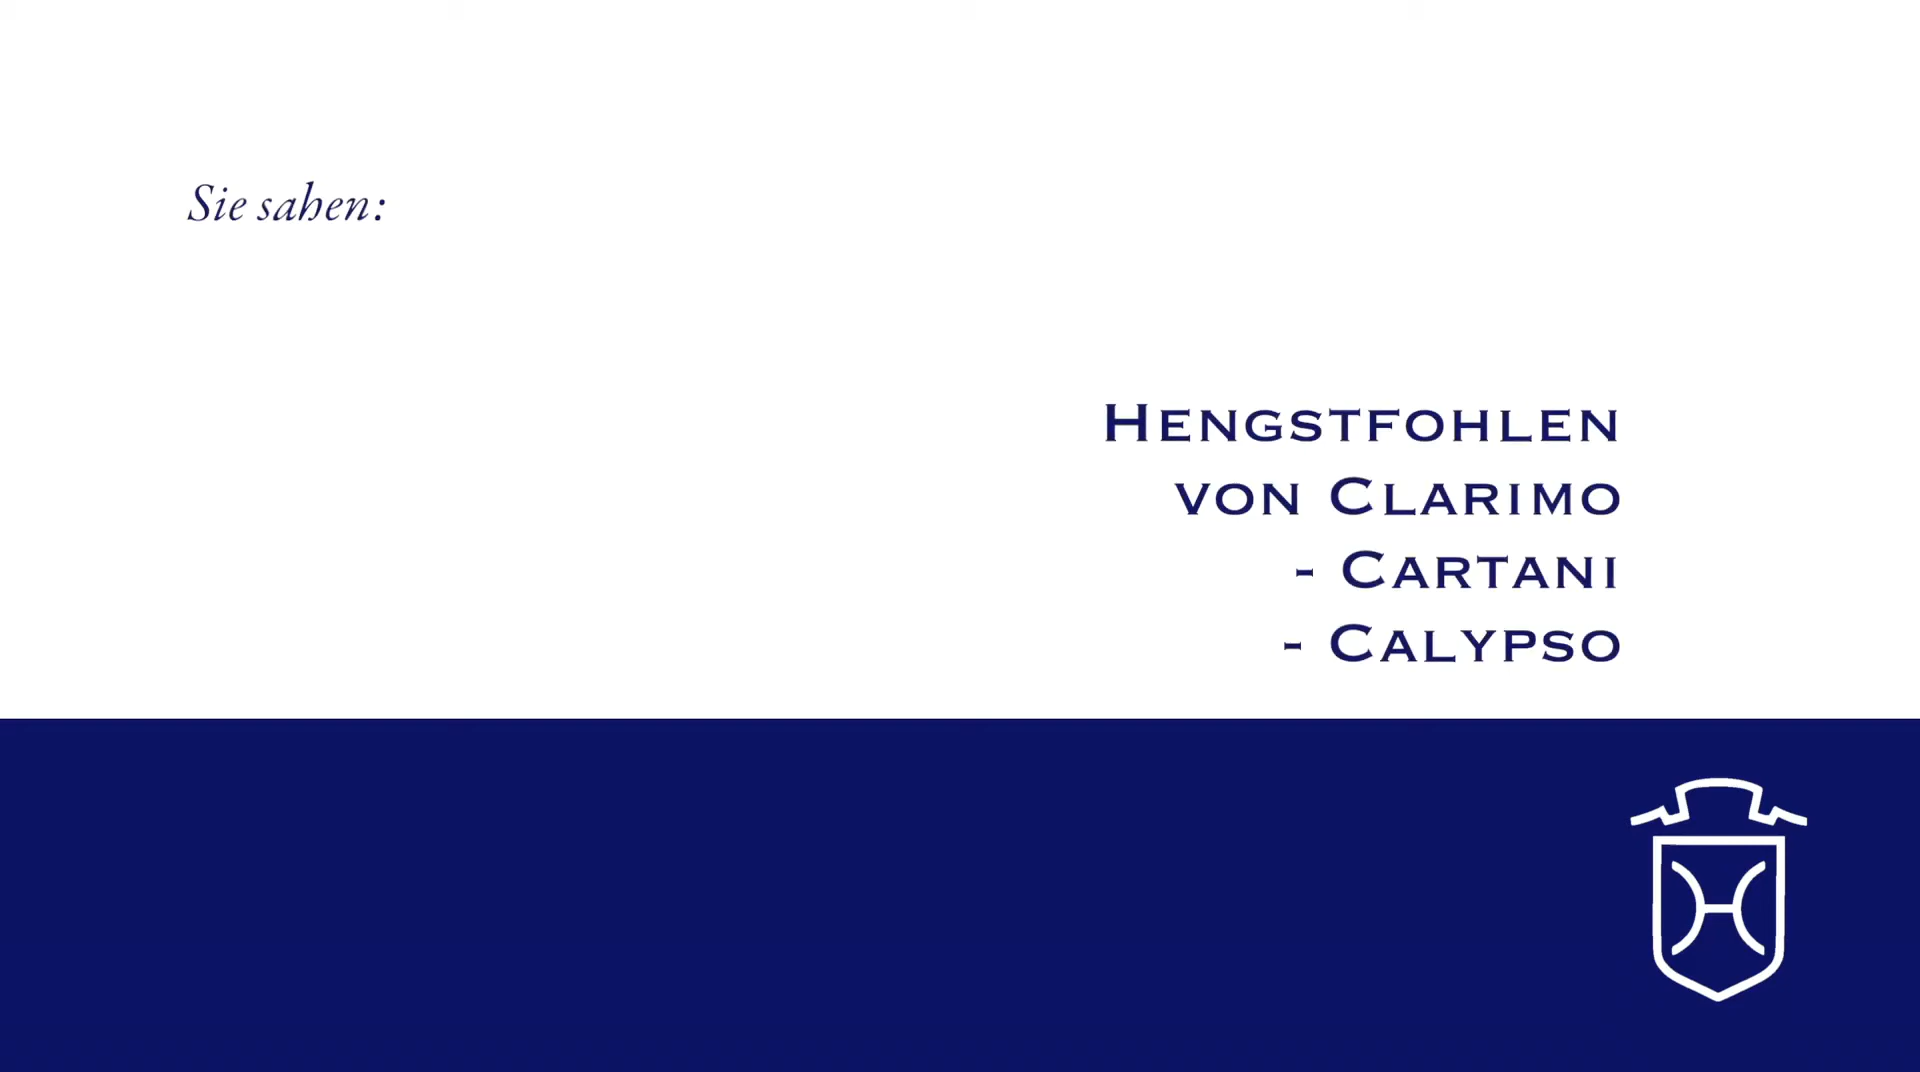 Sie sahen:
Hengstfohlen
von Clarimo
- Cartani
- Calypso